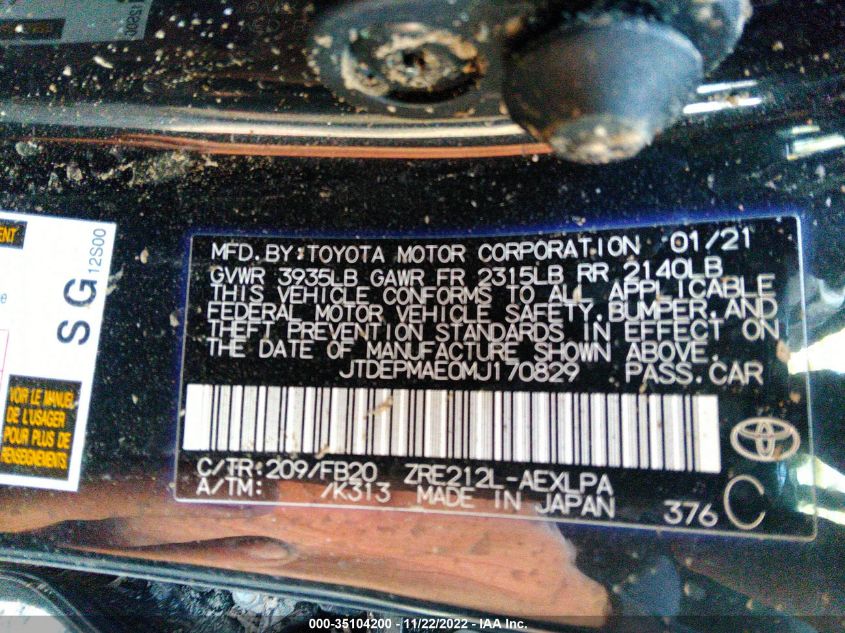 MFD.BY:TOYOTA MOTOR CORPORATION 01/21
GVWR 3935LB GAWR FR 2315LB RR 2140LB
THIS VEHICLE CONFORMS TO ALL APPLICABLE
FEDERAL MOTOR VEHICLE SAFETY,BUMPER,AND
THEFT PREVENTION STANDARDS IN EFFECT ON
THE DATE OF MANUFACTURE SHOWN ABOVE.
JTDEPMAE0MJ170829 PASS.CAR
C/TR:209/FB20 ZRE212L-AEXLPA
A/TM: /K313 MADE IN JAPAN 376 C
SG
12S00
VOIR LE MANUEL
DE L'USAGER
POUR PLUS DE
RENSEIGNEMENTS
000-35104200 - 11/22/2022 - IAA, Inc.